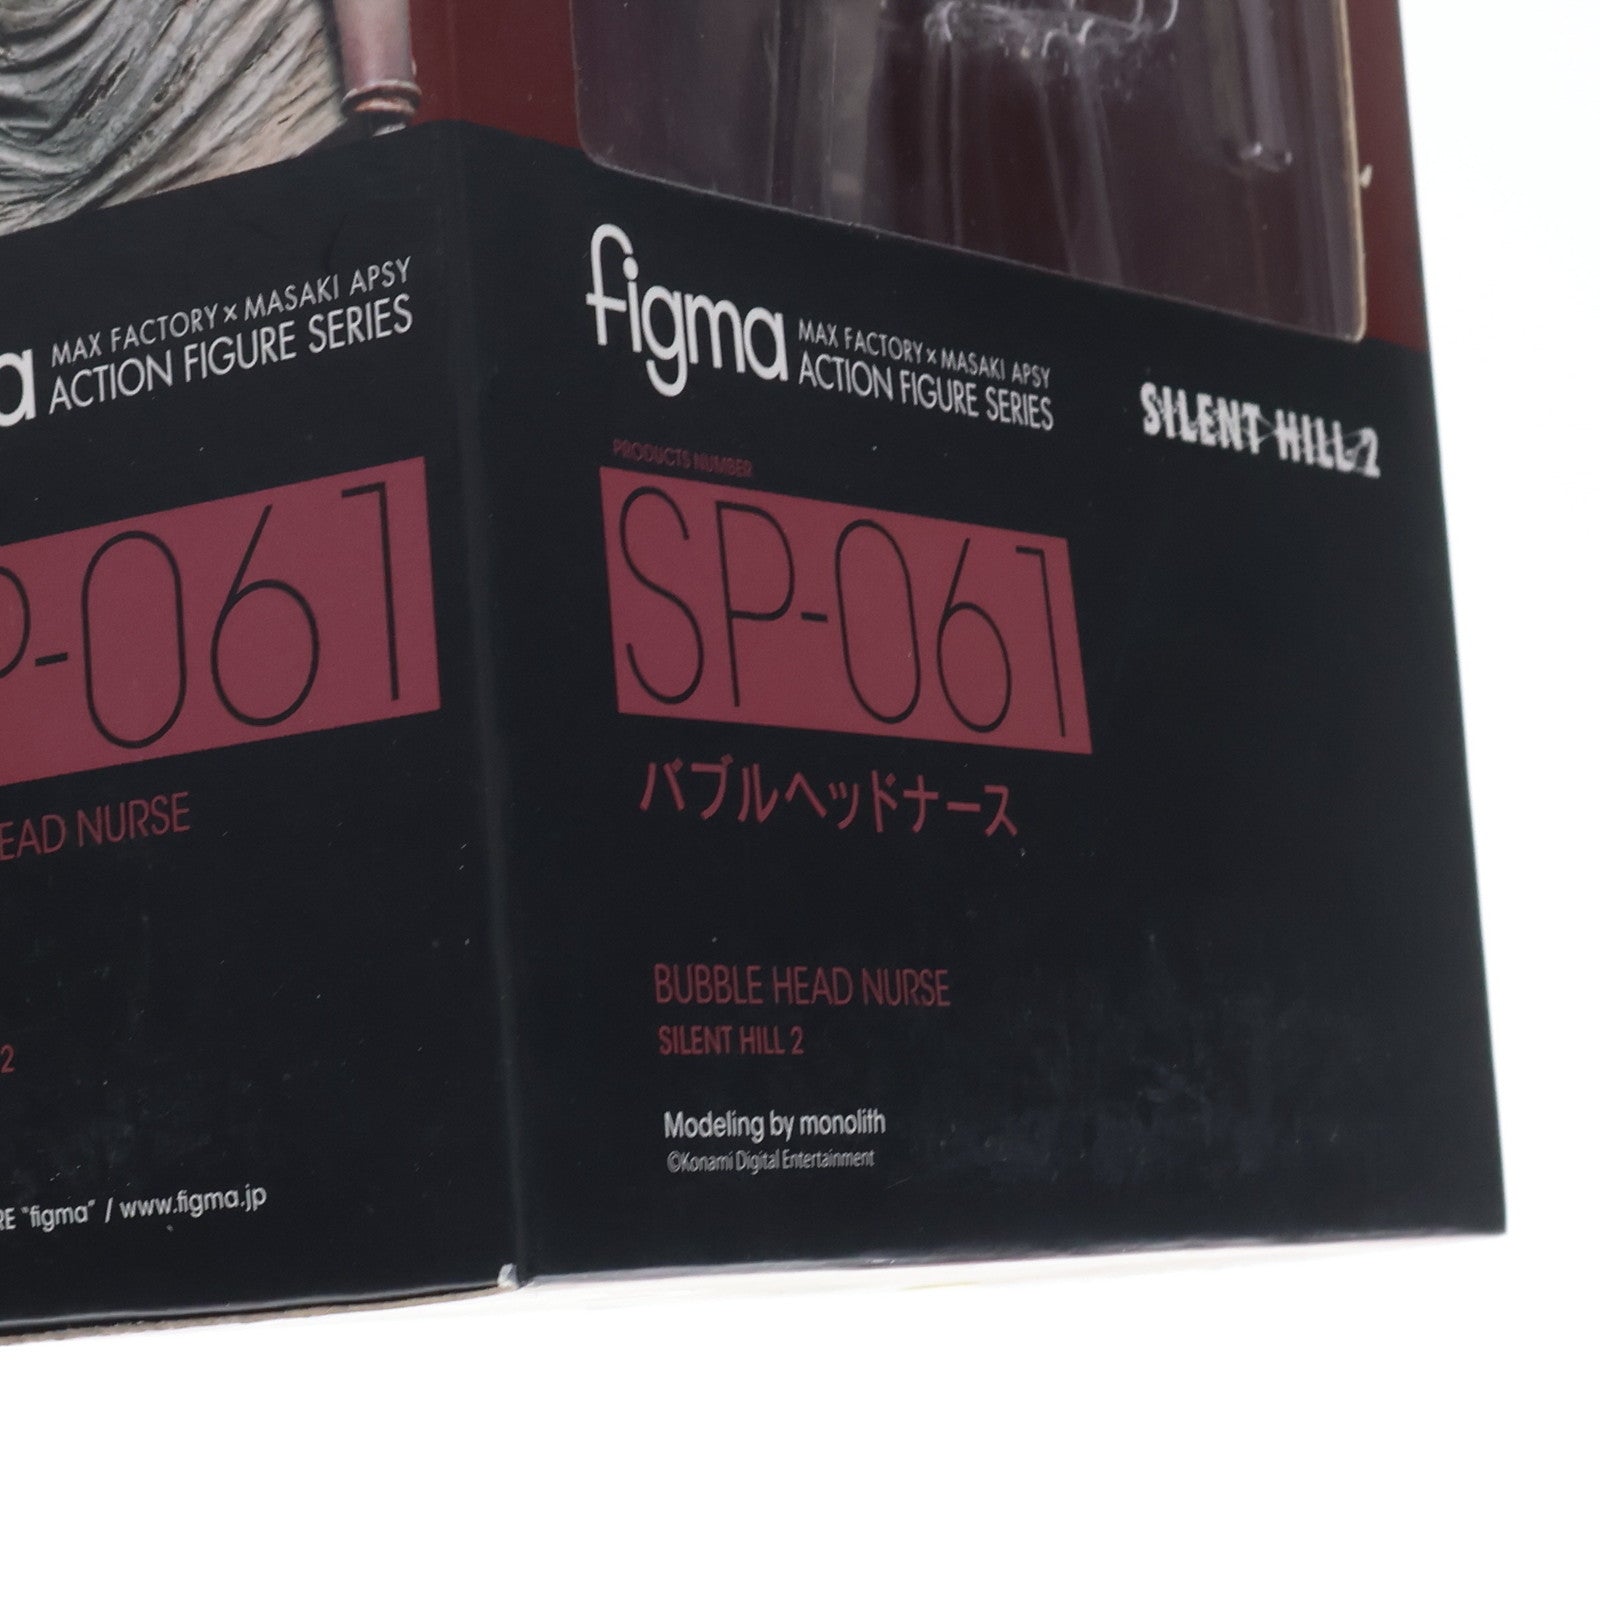 a MAX FACTORY × MASAKI APSY
ACTION FIGURE SERIES
P-061
EAD NURSE
2
RE "figma" / www.figma.jp
figma MAX FACTORY × MASAKI APSY
ACTION FIGURE SERIES
SILENT HILL 2
PRODUCTS NUMBER
SP-061
バブルヘッドナース
BUBBLE HEAD NURSE
SILENT HILL 2
Modeling by monolith
©Konami Digital Entertainment